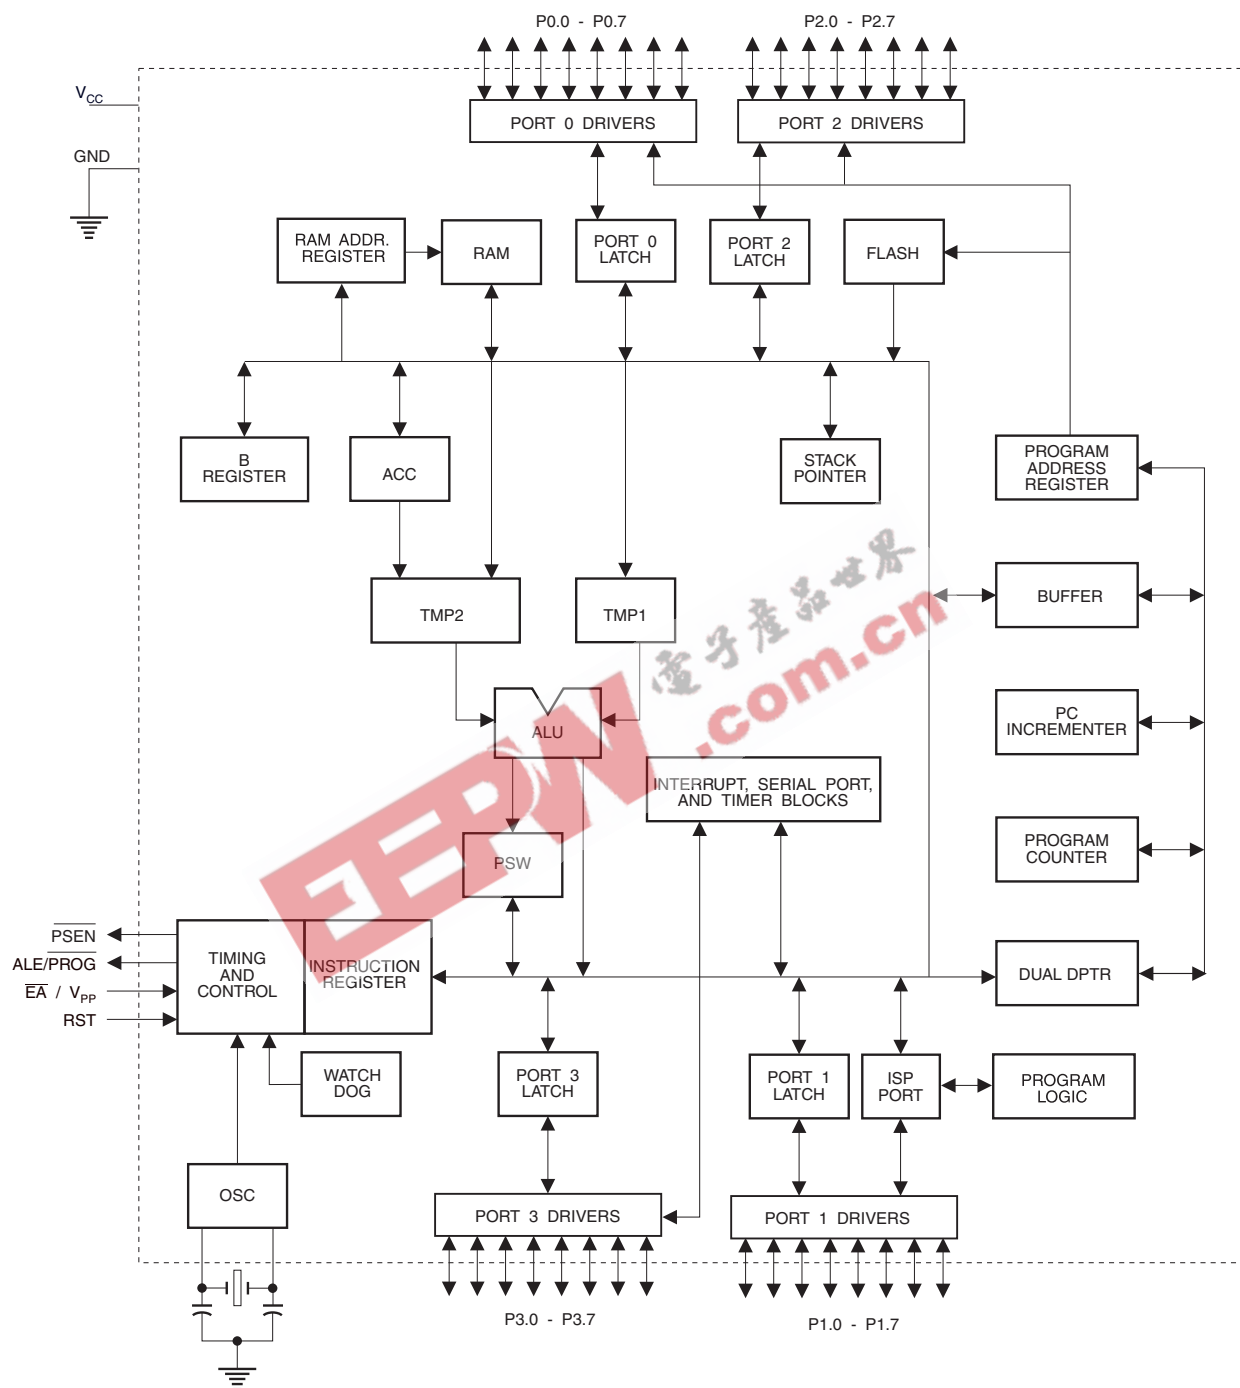 P0.0 - P0.7
P2.0 - P2.7
VCC
GND
PORT 0 DRIVERS
PORT 2 DRIVERS
RAM ADDR.
REGISTER
RAM
PORT 0
LATCH
PORT 2
LATCH
FLASH
B
REGISTER
ACC
STACK
POINTER
PROGRAM
ADDRESS
REGISTER
TMP2
TMP1
BUFFER
ALU
PC
INCREMENTER
INTERRUPT, SERIAL PORT,
AND TIMER BLOCKS
PSW
PROGRAM
COUNTER
PSEN
ALE/PROG
EA / VPP
RST
TIMING
AND
CONTROL
INSTRUCTION
REGISTER
DUAL DPTR
WATCH
DOG
PORT 3
LATCH
PORT 1
LATCH
ISP
PORT
PROGRAM
LOGIC
OSC
PORT 3 DRIVERS
PORT 1 DRIVERS
P3.0 - P3.7
P1.0 - P1.7
電子產品世界
EEPW.com.cn